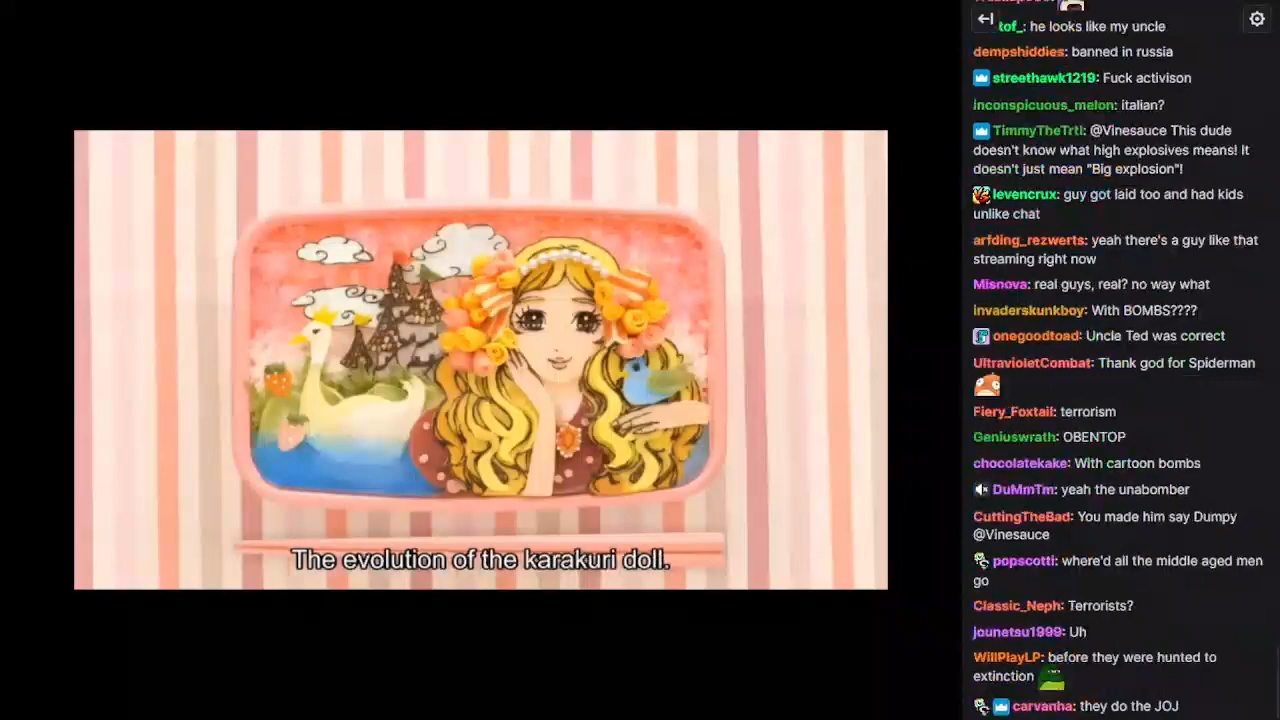 The evolution of the karakuri doll.
tof_: he looks like my uncle
dempshiddies: banned in russia
streethawk1219: Fuck activison
inconspicuous_melon: italian?
TimmyTheTrtl: @Vinesauce This dude
doesn't know what high explosives means! It
doesn't just mean "Big explosion"!
levencrux: guy got laid too and had kids
unlike chat
arfding_rezwerts: yeah there's a guy like that
streaming right now
Misnova: real guys, real? no way what
invaderskunkboy: With BOMBS????
onegoodtoad: Uncle Ted was correct
UltravioletCombat: Thank god for Spiderman
Fiery_Foxtail: terrorism
Geniuswrath: OBENTOP
chocolatekake: With cartoon bombs
DuMmTm: yeah the unabomber
CuttingTheBad: You made him say Dumpy
@Vinesauce
popscotti: where'd all the middle aged men
go
Classic_Neph: Terrorists?
jounetsu1999: Uh
WillPlayLP: before they were hunted to
extinction
carvanha: they do the JOJ